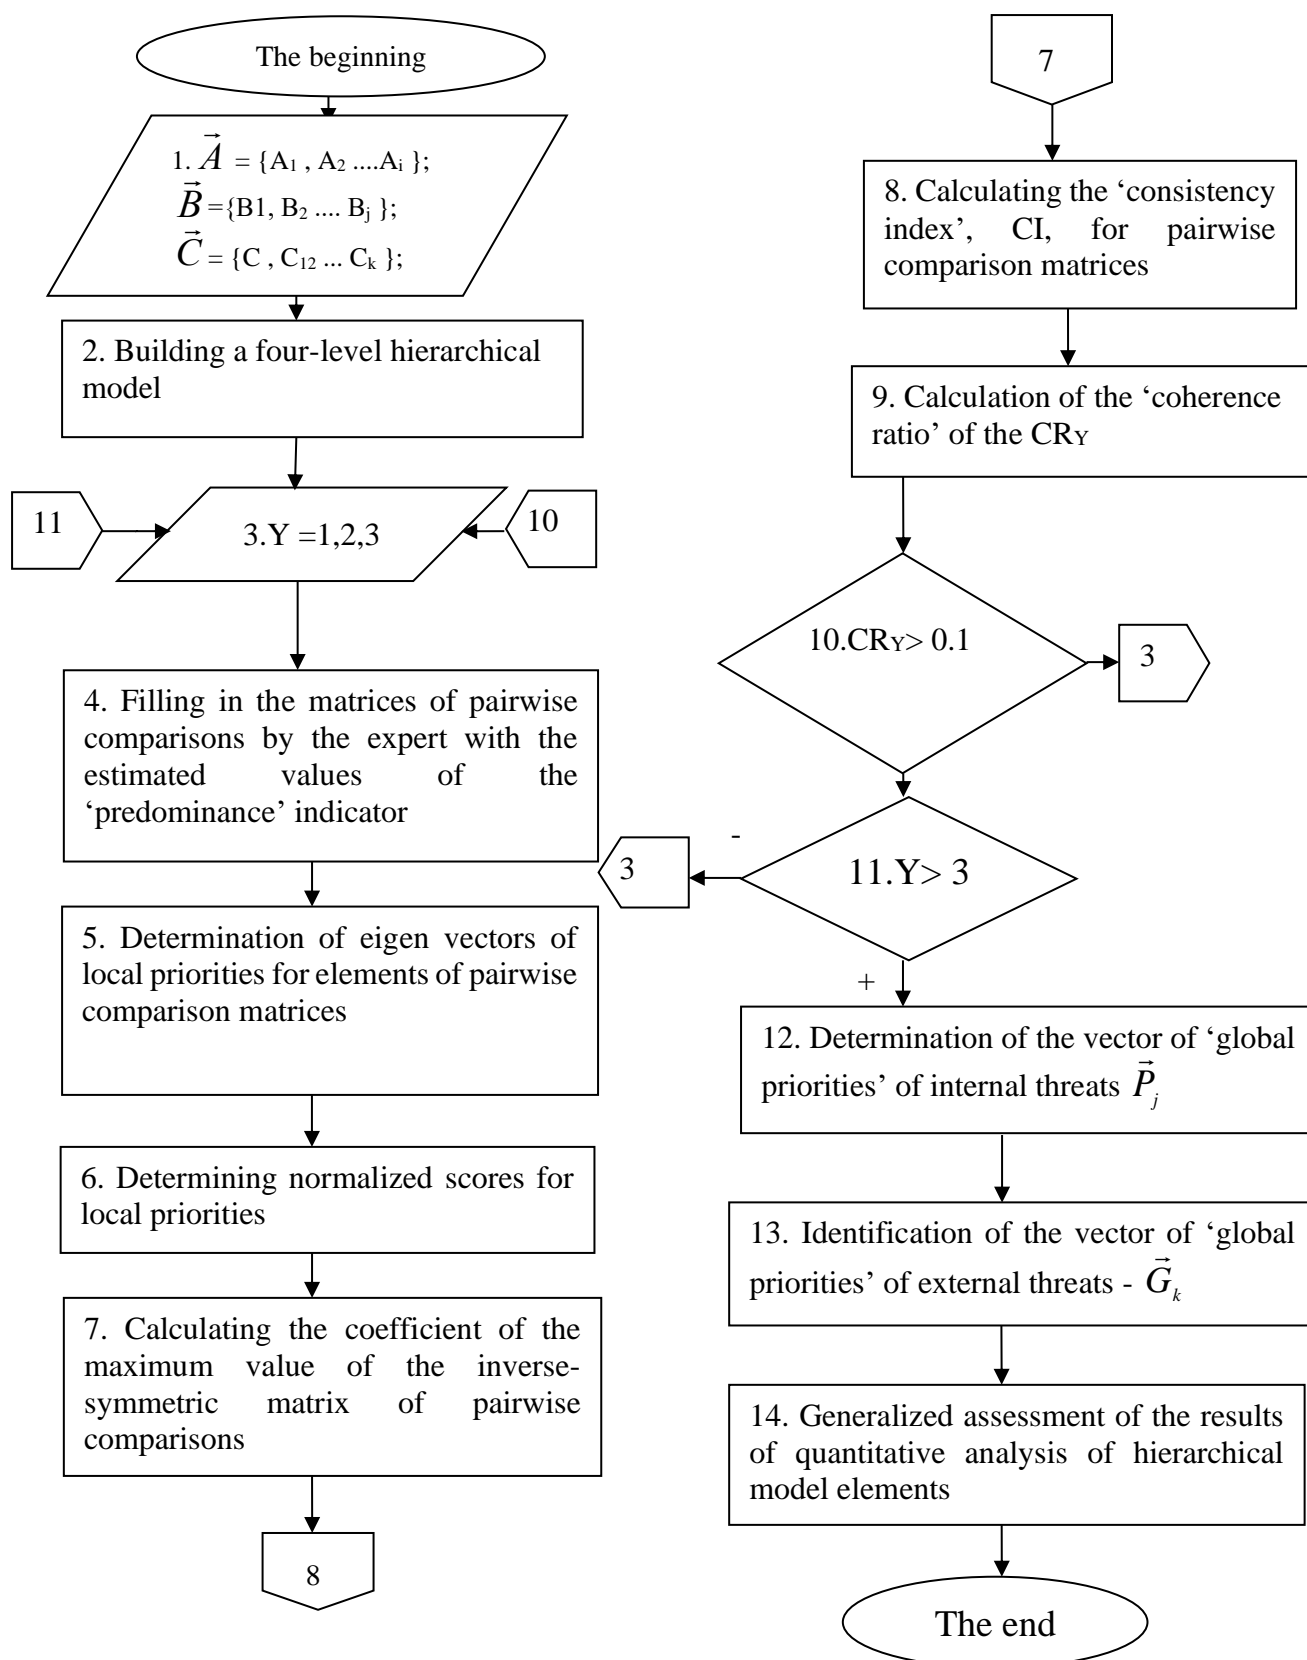 The beginning
1. A⃗ = {A₁ , A₂ ....Aᵢ };
B⃗ ={B1, B₂ .... Bⱼ };
C⃗ = {C , C₁₂ ... Cₖ };
2. Building a four-level hierarchical
model
11
3.Y =1,2,3
10
4. Filling in the matrices of pairwise
comparisons by the expert with the
estimated values of the
‘predominance’ indicator
5. Determination of eigen vectors of
local priorities for elements of pairwise
comparison matrices
6. Determining normalized scores for
local priorities
7. Calculating the coefficient of the
maximum value of the inverse-
symmetric matrix of pairwise
comparisons
8
7
8. Calculating the ‘consistency
index’, CI, for pairwise
comparison matrices
9. Calculation of the ‘coherence
ratio’ of the CRY
10.CRY> 0.1
3
11.Y> 3
-
3
+
12. Determination of the vector of ‘global
priorities’ of internal threats P⃗ⱼ
13. Identification of the vector of ‘global
priorities’ of external threats - G⃗ₖ
14. Generalized assessment of the results
of quantitative analysis of hierarchical
model elements
The end